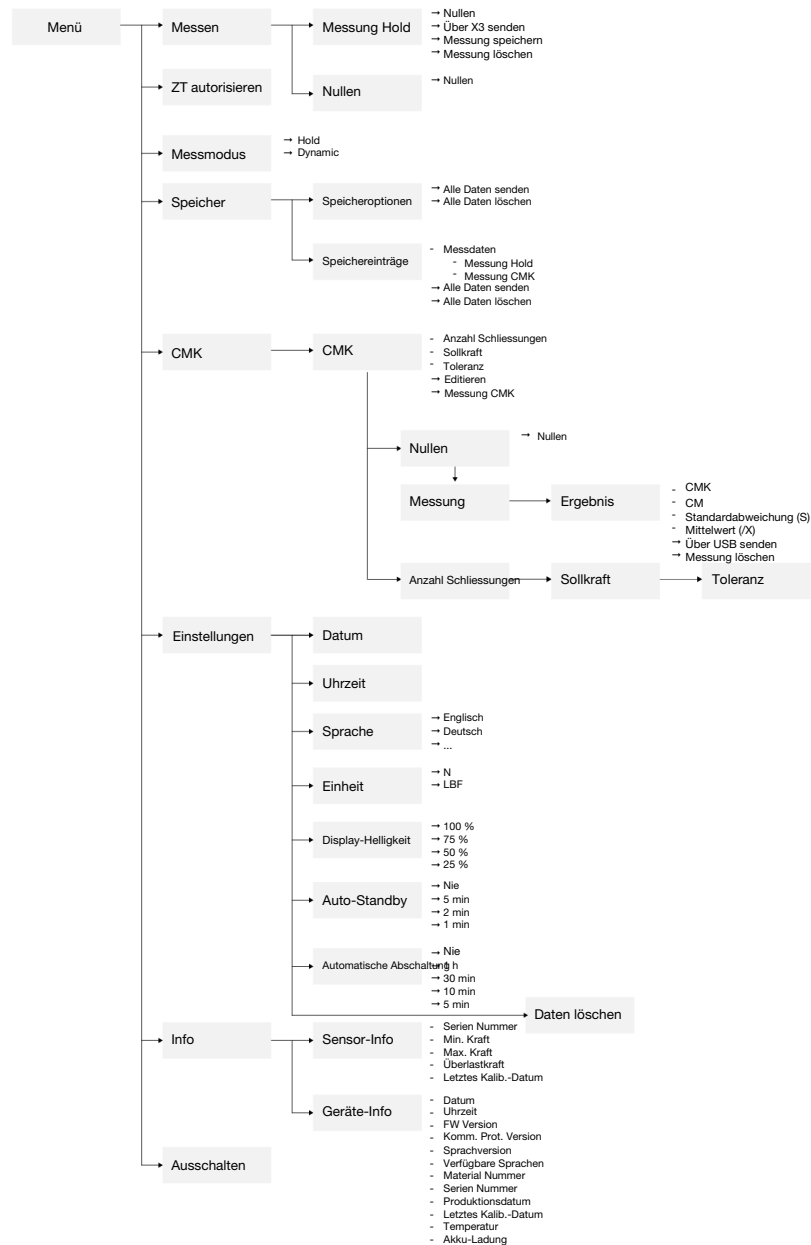 Menü
Messen
Messung Hold
→ Nullen
→ Über X3 senden
→ Messung speichern
→ Messung löschen
Nullen
→ Nullen
ZT autorisieren
Messmodus
→ Hold
→ Dynamic
Speicher
Speicheroptionen
→ Alle Daten senden
→ Alle Daten löschen
Speichereinträge
- Messdaten
- Messung Hold
- Messung CMK
→ Alle Daten senden
→ Alle Daten löschen
CMK
CMK
- Anzahl Schliessungen
- Sollkraft
- Toleranz
→ Editieren
→ Messung CMK
Nullen
→ Nullen
Messung
Ergebnis
- CMK
- CM
- Standardabweichung (S)
- Mittelwert (/X)
→ Über USB senden
→ Messung löschen
Anzahl Schliessungen
Sollkraft
Toleranz
Einstellungen
Datum
Uhrzeit
Sprache
→ Englisch
→ Deutsch
→ ...
Einheit
→ N
→ LBF
Display-Helligkeit
→ 100 %
→ 75 %
→ 50 %
→ 25 %
Auto-Standby
→ Nie
→ 5 min
→ 2 min
→ 1 min
Automatische Abschaltung
→ Nie
→ 1 h
→ 30 min
→ 10 min
→ 5 min
Daten löschen
Info
Sensor-Info
- Serien Nummer
- Min. Kraft
- Max. Kraft
- Überlastkraft
- Letztes Kalib.-Datum
Geräte-Info
- Datum
- Uhrzeit
- FW Version
- Komm. Prot. Version
- Sprachversion
- Verfügbare Sprachen
- Material Nummer
- Serien Nummer
- Produktionsdatum
- Letztes Kalib.-Datum
- Temperatur
- Akku-Ladung
Ausschalten